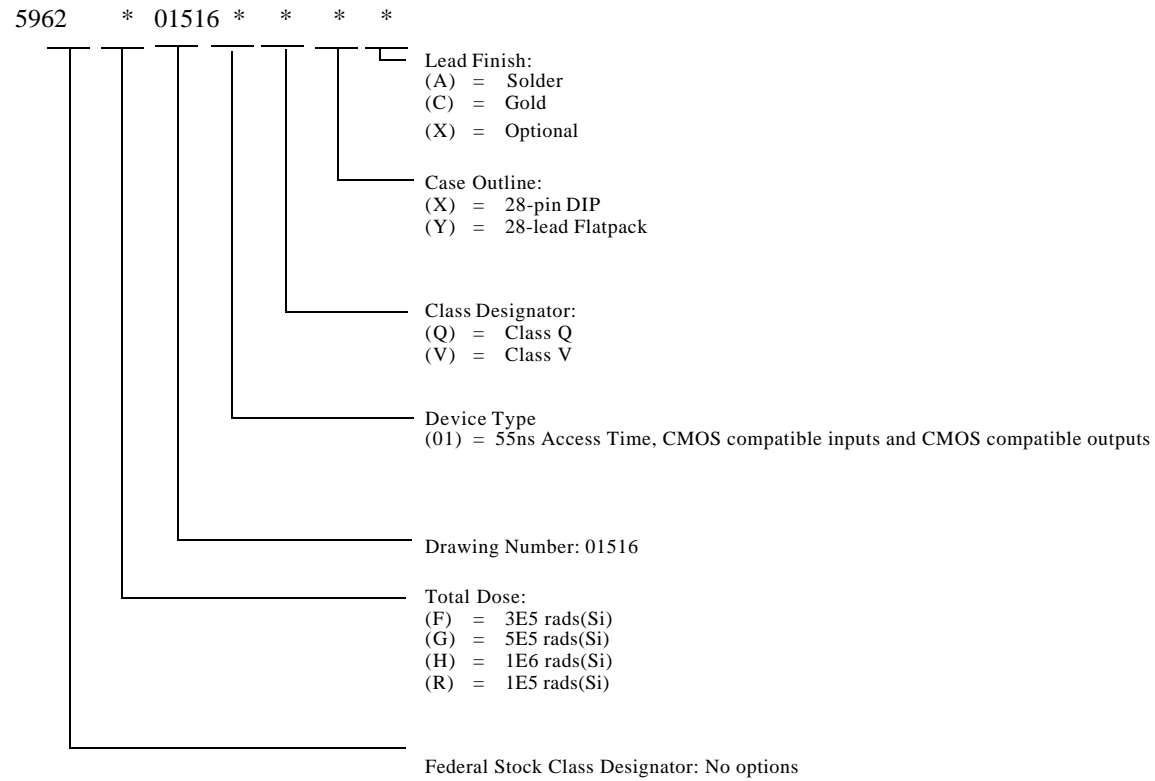 5962 * 01516 * * * *
Lead Finish:
(A) = Solder
(C) = Gold
(X) = Optional
Case Outline:
(X) = 28-pin DIP
(Y) = 28-lead Flatpack
Class Designator:
(Q) = Class Q
(V) = Class V
Device Type
(01) = 55ns Access Time, CMOS compatible inputs and CMOS compatible outputs
Drawing Number: 01516
Total Dose:
(F) = 3E5 rads(Si)
(G) = 5E5 rads(Si)
(H) = 1E6 rads(Si)
(R) = 1E5 rads(Si)
Federal Stock Class Designator: No options